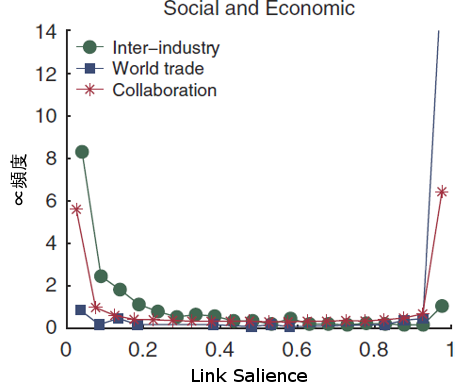 Social and Economic
14
12
10
8
6
4
2
0
Inter-industry
World trade
Collaboration
∝頻度
0 0.2 0.4 0.6 0.8 1
Link Salience